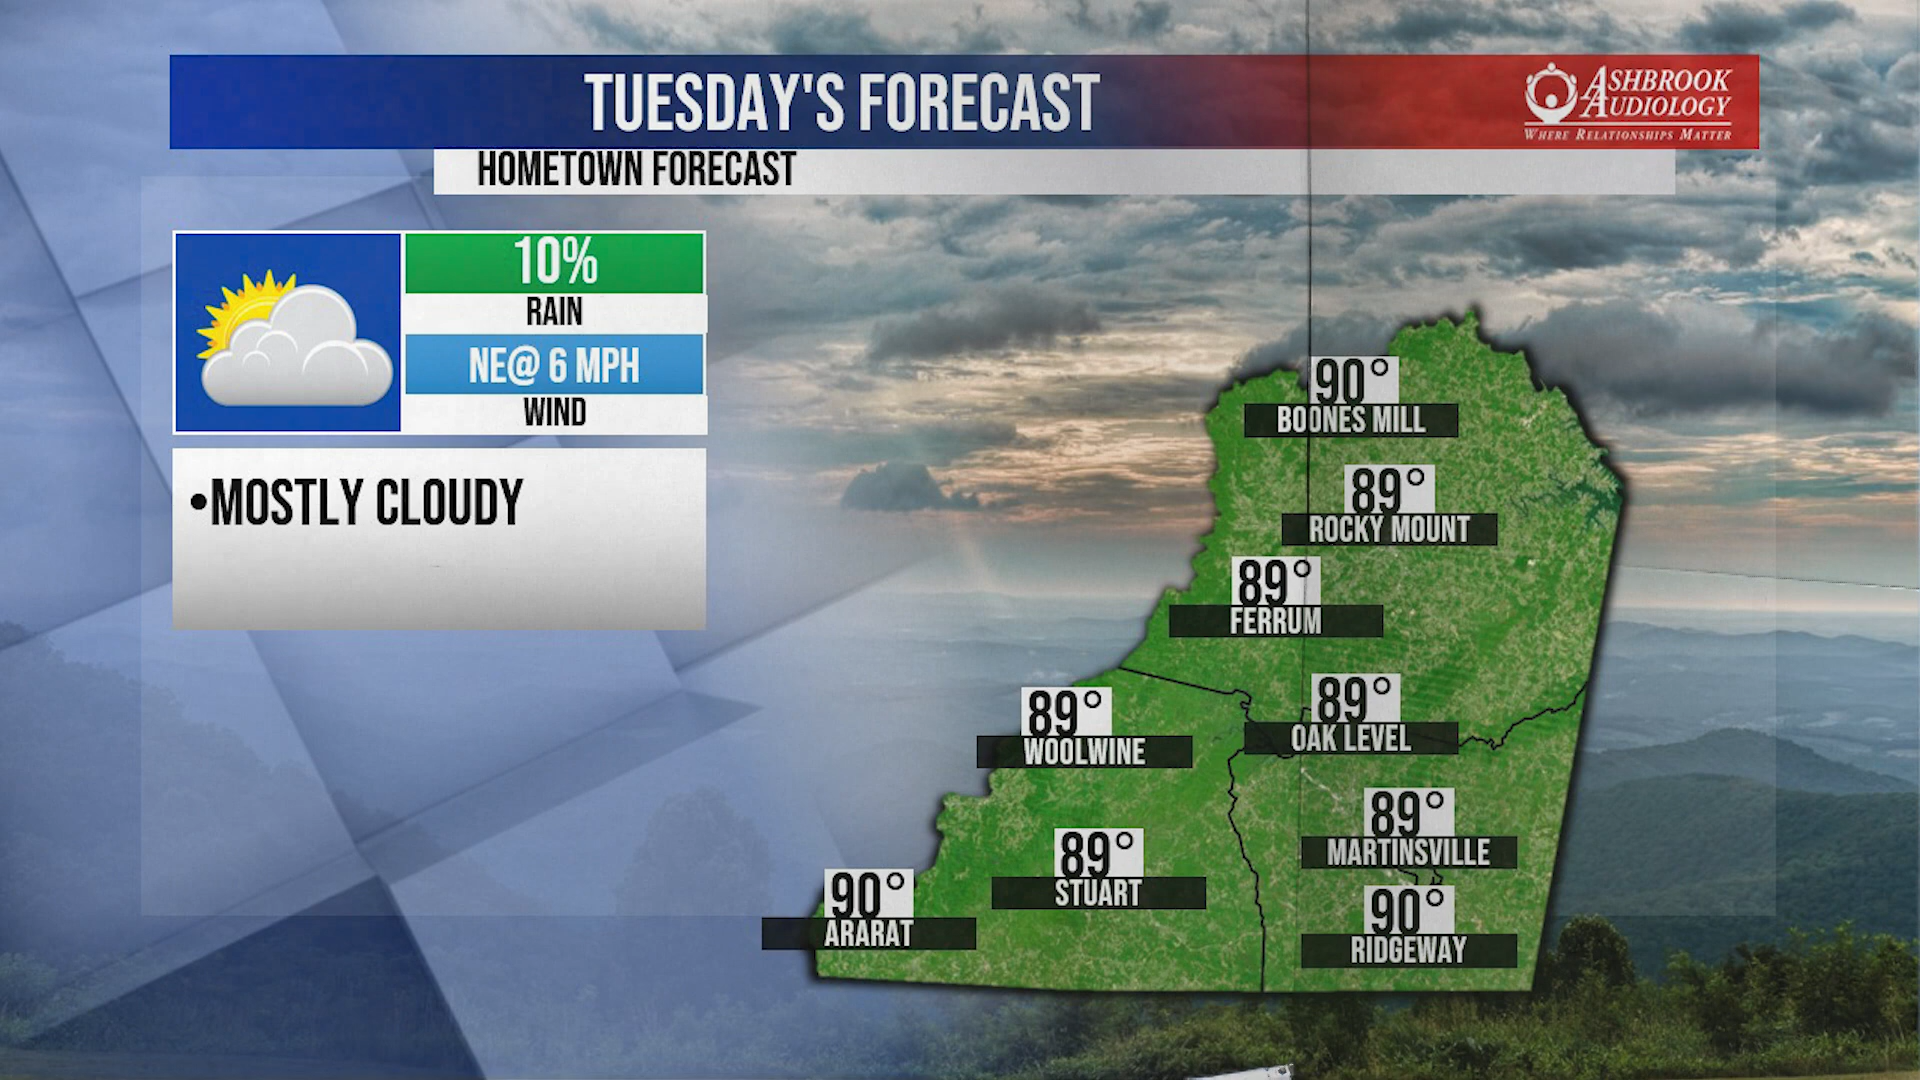 TUESDAY'S FORECAST
ASHBROOK
AUDIOLOGY
WHERE RELATIONSHIPS MATTER
HOMETOWN FORECAST
10%
RAIN
NE@ 6 MPH
WIND
•MOSTLY CLOUDY
90°
BOONES MILL
89°
ROCKY MOUNT
89°
FERRUM
89°
OAK LEVEL
89°
WOOLWINE
89°
MARTINSVILLE
89°
STUART
90°
ARARAT
90°
RIDGEWAY